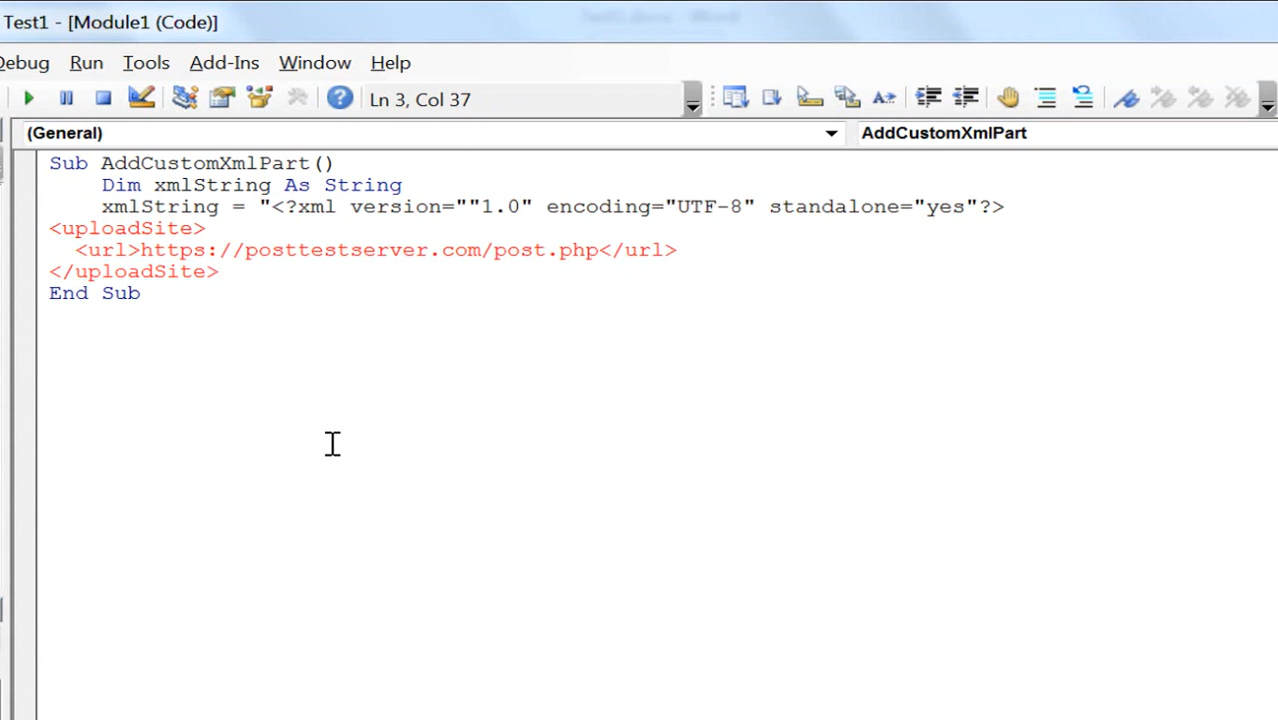 Test1 - [Module1 (Code)]
Debug Run Tools Add-Ins Window Help
Ln 3, Col 37
(General) AddCustomXmlPart
Sub AddCustomXmlPart()
Dim xmlString As String
xmlString = "<?xml version=""1.0" encoding="UTF-8" standalone="yes"?>
<uploadSite>
<url>https://posttestserver.com/post.php</url>
</uploadSite>
End Sub